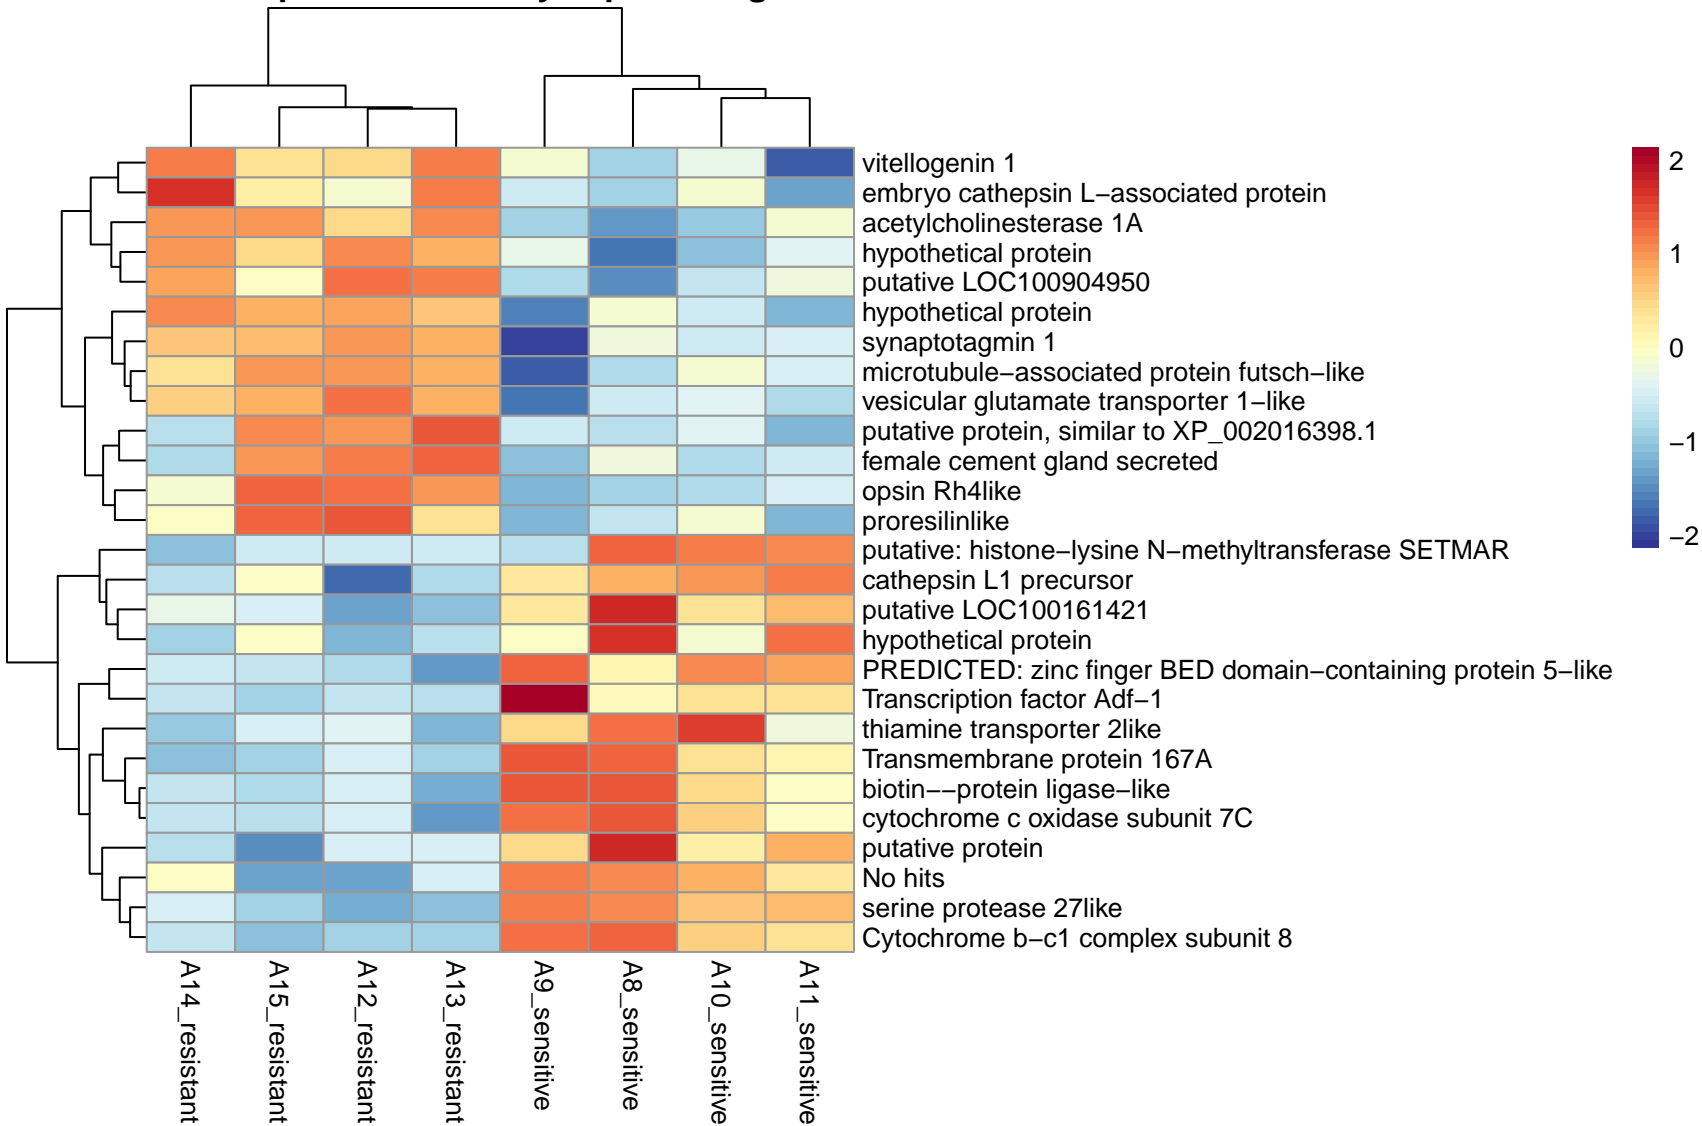 vitellogenin 1
embryo cathepsin L−associated protein
acetylcholinesterase 1A
hypothetical protein
putative LOC100904950
hypothetical protein
synaptotagmin 1
microtubule−associated protein futsch−like
vesicular glutamate transporter 1−like
putative protein, similar to XP_002016398.1
female cement gland secreted
opsin Rh4like
proresilinlike
putative: histone−lysine N−methyltransferase SETMAR
cathepsin L1 precursor
putative LOC100161421
hypothetical protein
PREDICTED: zinc finger BED domain−containing protein 5−like
Transcription factor Adf−1
thiamine transporter 2like
Transmembrane protein 167A
biotin−−protein ligase−like
cytochrome c oxidase subunit 7C
putative protein
No hits
serine protease 27like
Cytochrome b−c1 complex subunit 8
2
1
0
−1
−2
A14_resistant
A15_resistant
A12_resistant
A13_resistant
A9_sensitive
A8_sensitive
A10_sensitive
A11_sensitive